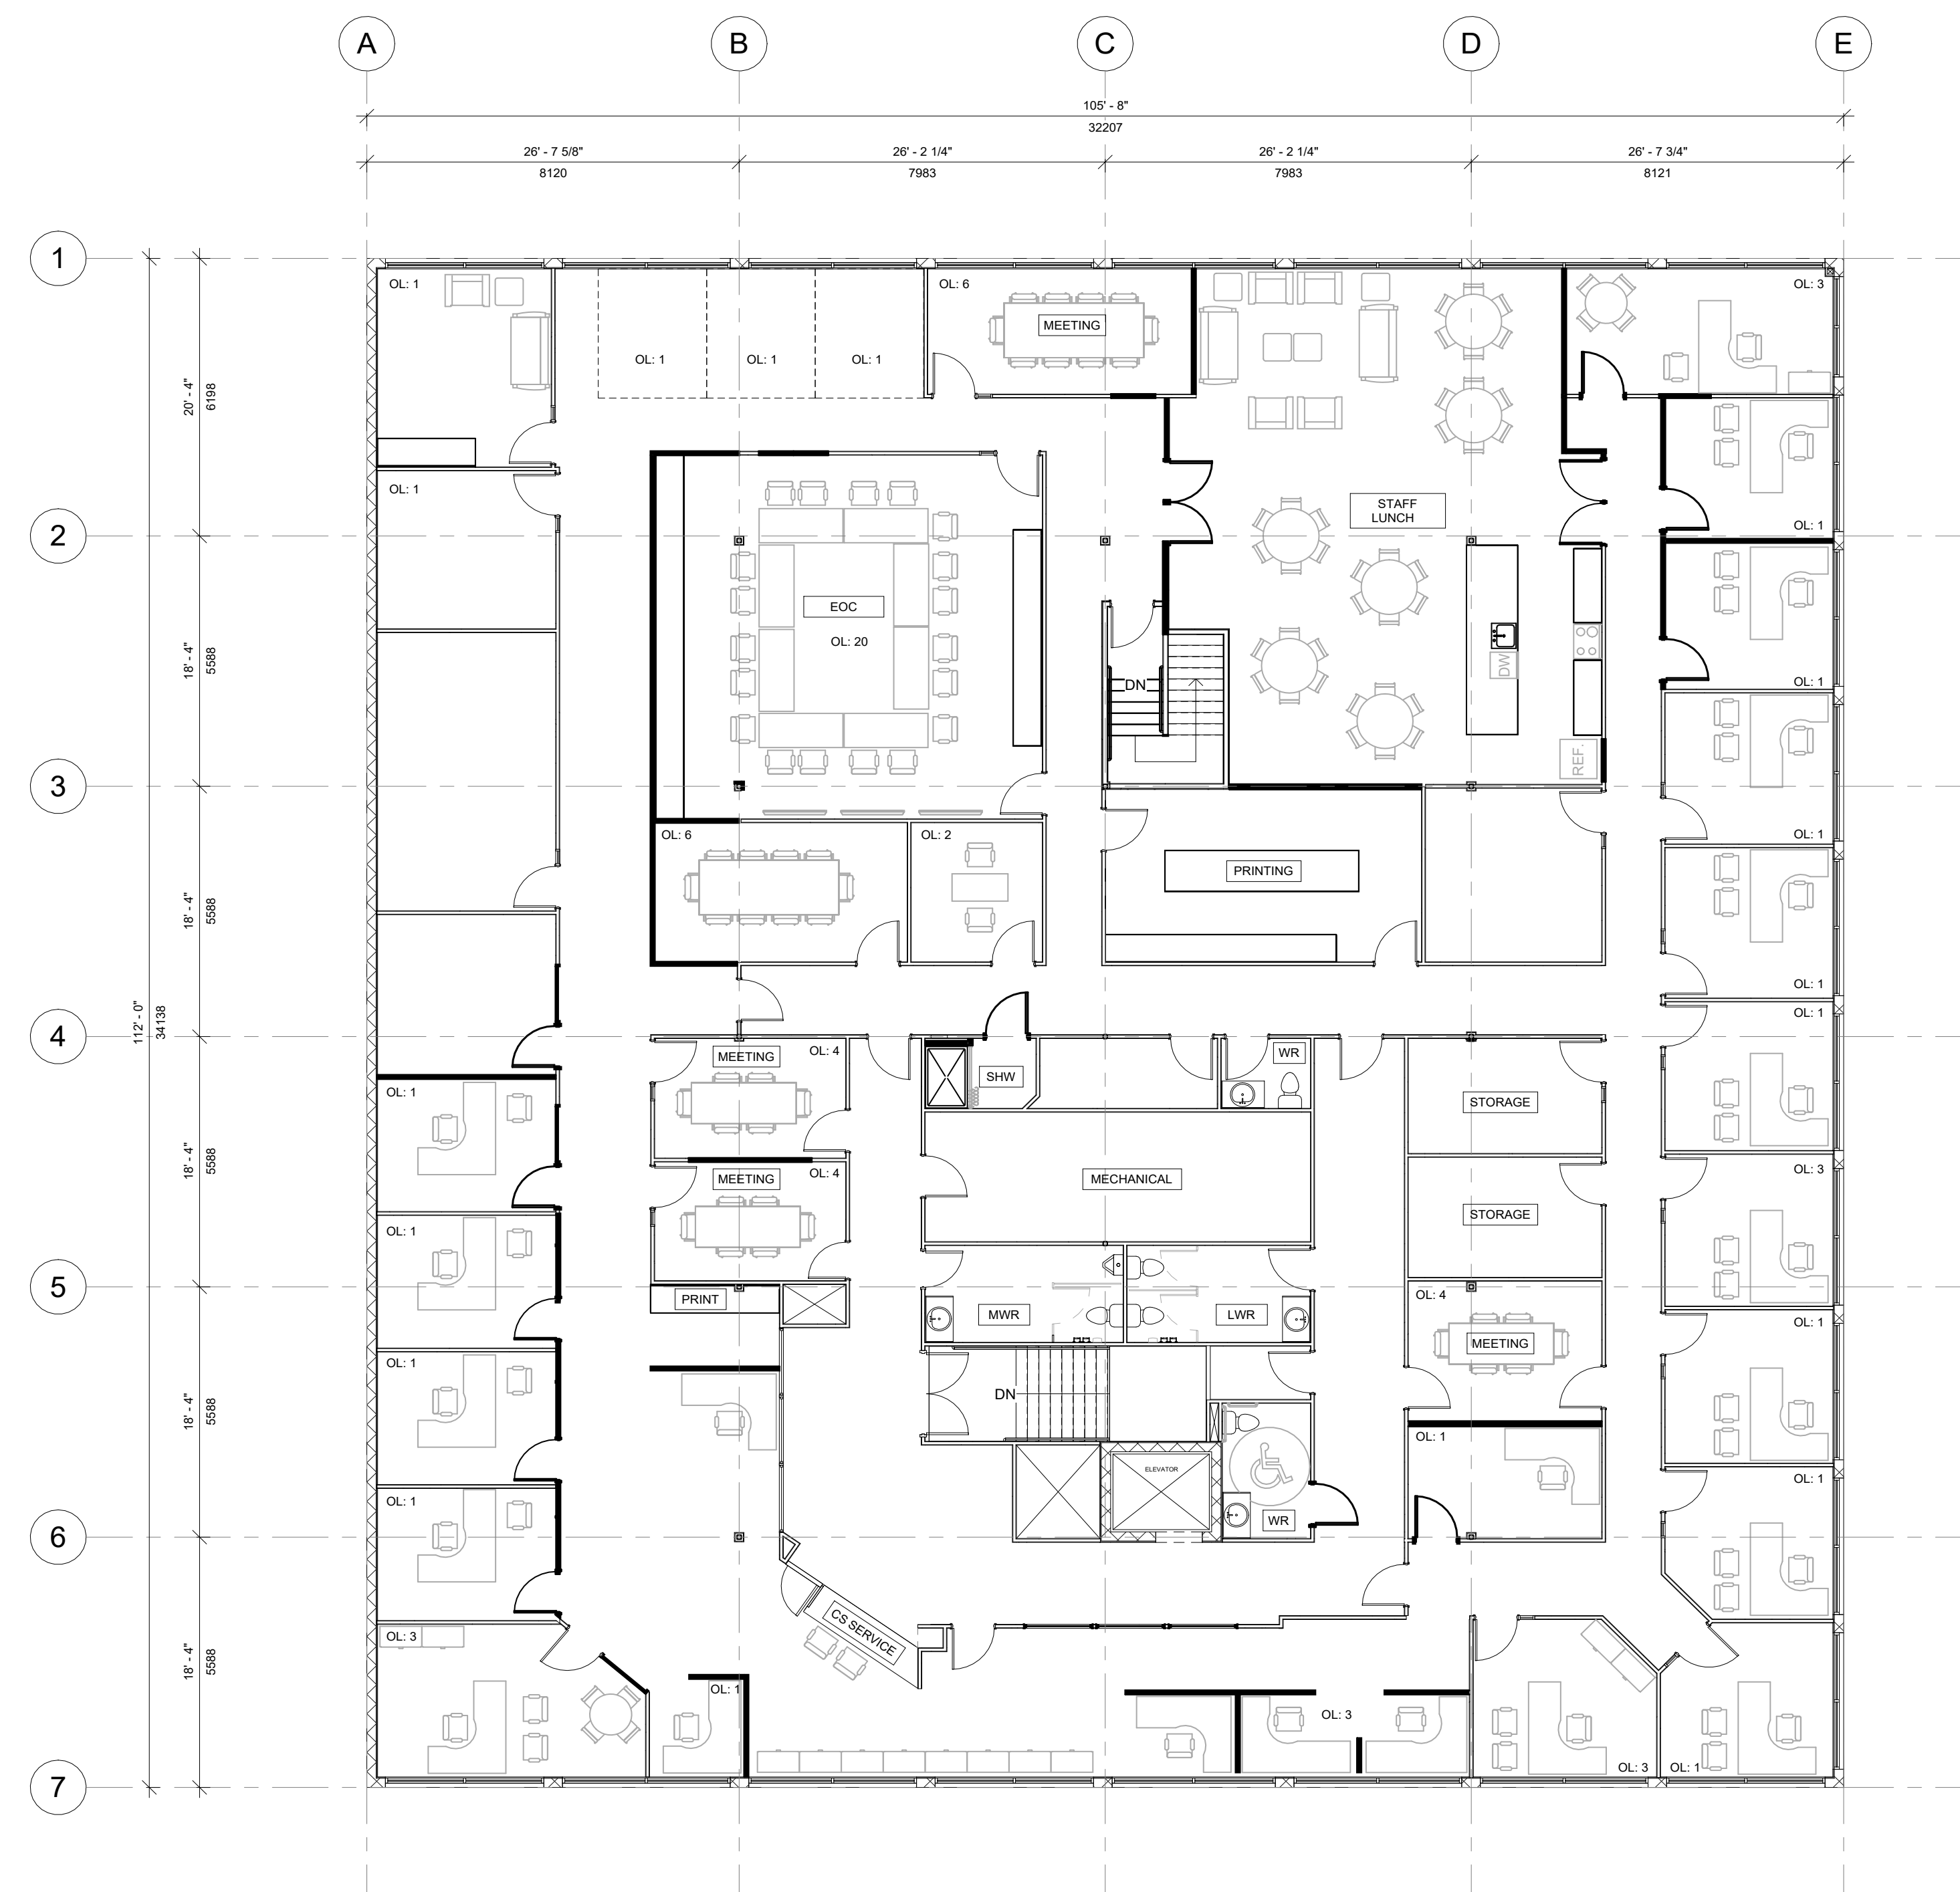 A
B
C
D
E
105' - 8"
32207
26' - 7 5/8"
26' - 2 1/4"
26' - 2 1/4"
26' - 7 3/4"
8120
7983
7983
8121
1
2
3
4
5
6
7
112' - 0"
34138
20' - 4"
6198
18' - 4"
5588
18' - 4"
5588
18' - 4"
5588
18' - 4"
5588
18' - 4"
5588
OL: 1
OL: 6
OL: 3
MEETING
OL: 1
OL: 1
OL: 1
OL: 1
STAFF
LUNCH
OL: 1
EOC
OL: 20
DW
DN
OL: 1
REF.
OL: 6
OL: 2
OL: 1
PRINTING
OL: 1
OL: 1
MEETING
OL: 4
WR
SHW
OL: 1
STORAGE
MEETING
OL: 4
MECHANICAL
OL: 3
STORAGE
OL: 1
PRINT
MWR
LWR
OL: 4
OL: 1
MEETING
OL: 1
DN
OL: 1
ELEVATOR
OL: 1
OL: 1
WR
CS SERVICE
OL: 3
OL: 1
OL: 3
OL: 3
OL: 1